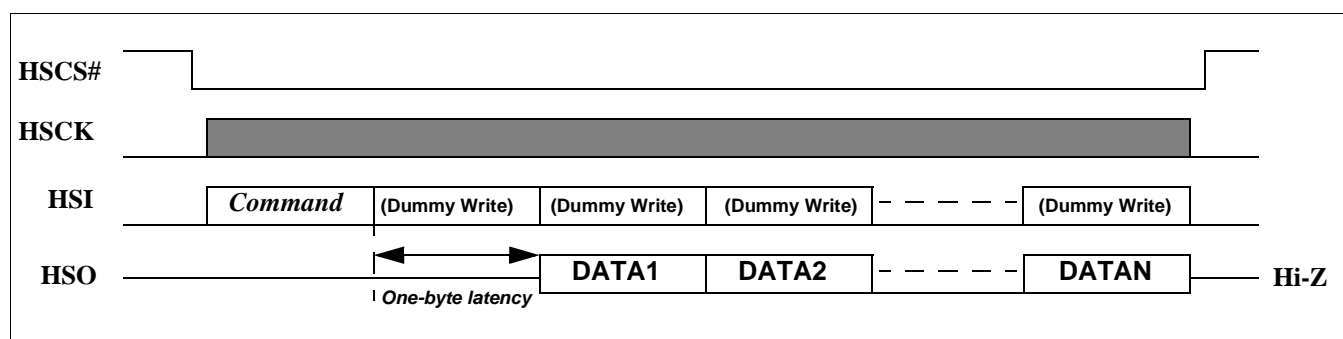 HSCS#
HSCK
HSI Command (Dummy Write) (Dummy Write) (Dummy Write) (Dummy Write)
HSO DATA1 DATA2 DATAN Hi-Z
One-byte latency